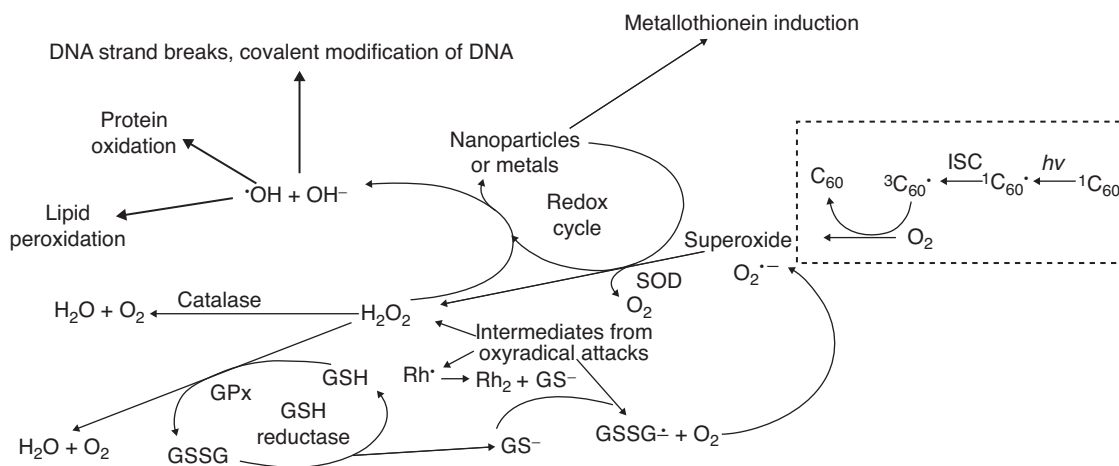 Metallothionein induction
DNA strand breaks, covalent modification of DNA
Protein
oxidation
Nanoparticles
or metals
ISC
hv
C₆₀
³C₆₀•
¹C₆₀•
¹C₆₀
•OH + OH⁻
Lipid
peroxidation
Redox
cycle
Superoxide
O₂
O₂•−
SOD
O₂
Catalase
H₂O + O₂
H₂O₂
Intermediates from
oxyradical attacks
GSH
Rh•
Rh₂ + GS⁻
GPx
GSH
reductase
H₂O + O₂
GSSG
GS⁻
GSSG•− + O₂